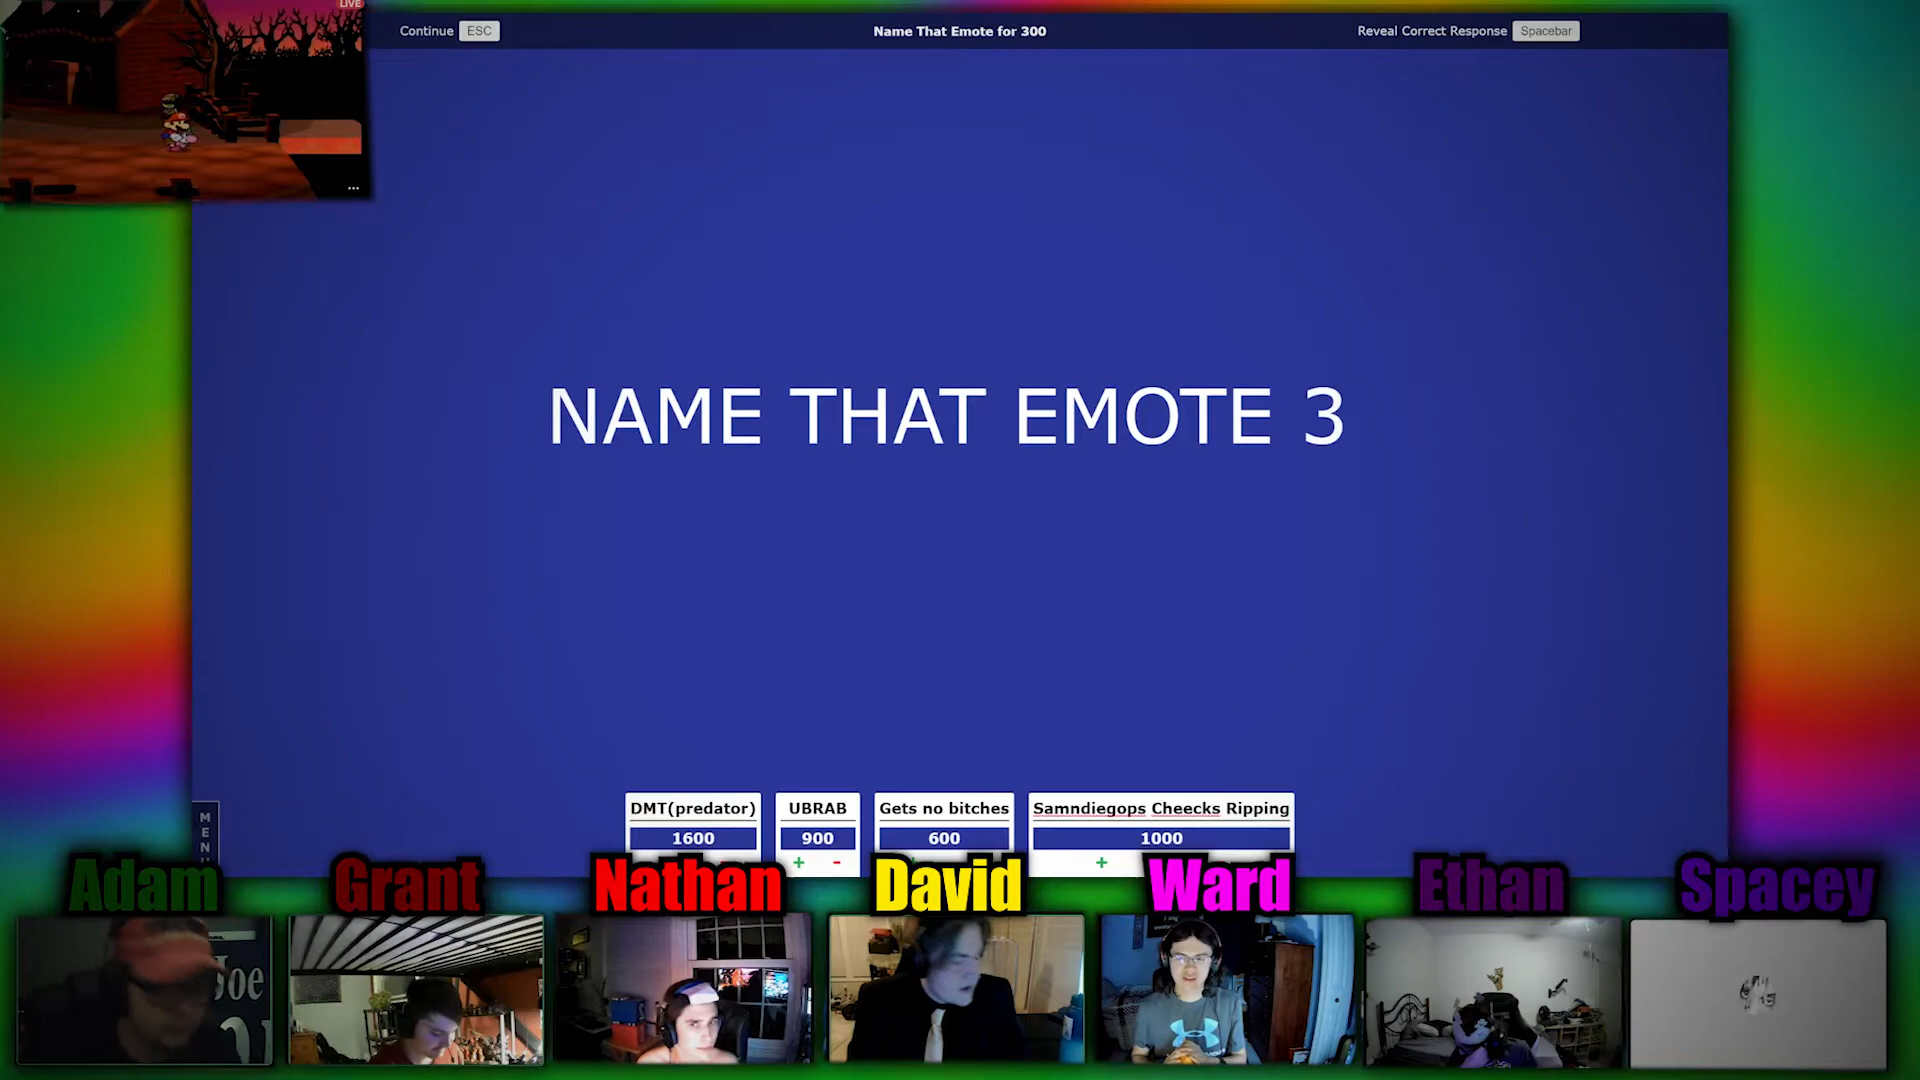 LIVE
Continue ESC
Name That Emote for 300
Reveal Correct Response Spacebar
...
NAME THAT EMOTE 3
MENU
DMT(predator)
1600
UBRAB
900
+ -
Gets no bitches
600
Samndiegops Cheecks Ripping
1000
+
Adam
Grant
Nathan
David
Ward
Ethan
Spacey
Joe